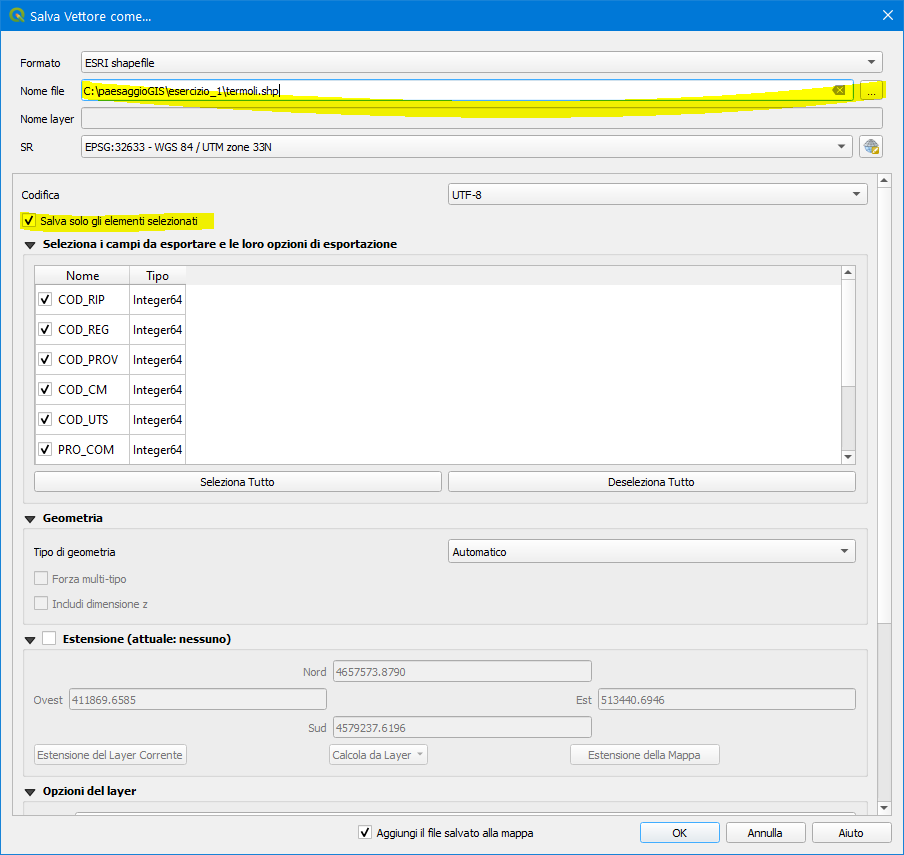 Salva Vettore come...
Formato ESRI shapefile
Nome file C:\paesaggioGIS\esercizio_1\termoli.shp ...
Nome layer
SR EPSG:32633 - WGS 84 / UTM zone 33N
Codifica UTF-8
Salva solo gli elementi selezionati
Seleziona i campi da esportare e le loro opzioni di esportazione
Nome Tipo
COD_RIP Integer64
COD_REG Integer64
COD_PROV Integer64
COD_CM Integer64
COD_UTS Integer64
PRO_COM Integer64
Seleziona Tutto Deseleziona Tutto
Geometria
Tipo di geometria Automatico
Forza multi-tipo
Includi dimensione z
Estensione (attuale: nessuno)
Nord 4657573.8790
Ovest 411869.6585 Est 513440.6946
Sud 4579237.6196
Estensione del Layer Corrente Calcola da Layer Estensione della Mappa
Opzioni del layer
Aggiungi il file salvato alla mappa OK Annulla Aiuto